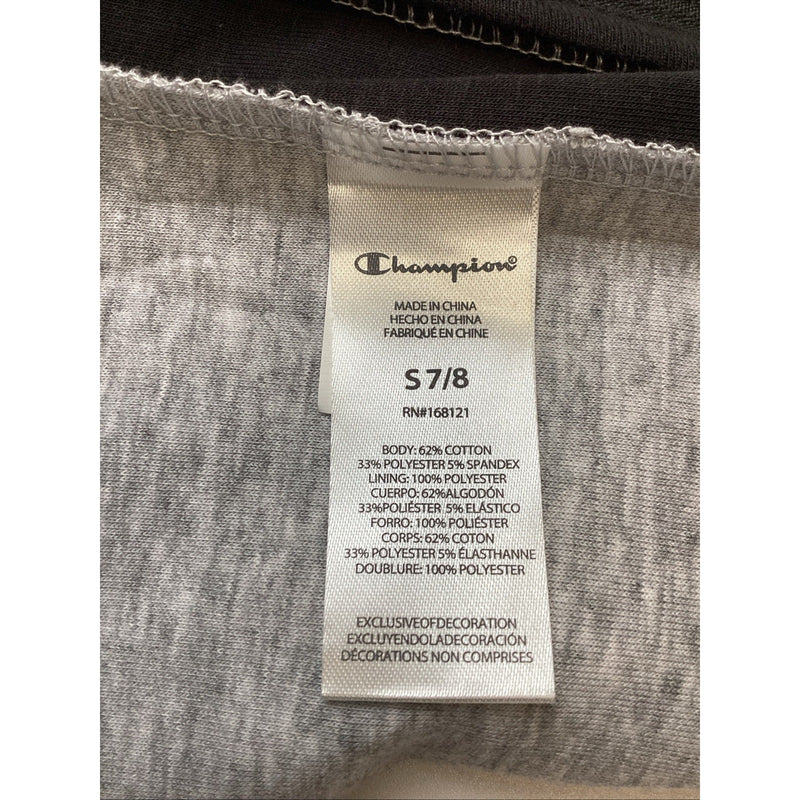 Champion
MADE IN CHINA
HECHO EN CHINA
FABRIQUÉ EN CHINE
S 7/8
RN#168121
BODY: 62% COTTON
33% POLYESTER 5% SPANDEX
LINING: 100% POLYESTER
CUERPO: 62%ALGODÓN
33%POLIÉSTER 5% ELÁSTICO
FORRO: 100% POLIÉSTER
CORPS: 62% COTON
33% POLYESTER 5% ÉLASTHANNE
DOUBLURE: 100% POLYESTER
EXCLUSIVEOFDECORATION
EXCLUYENDOLADECORACIÓN
DÉCORATIONS NON COMPRISES